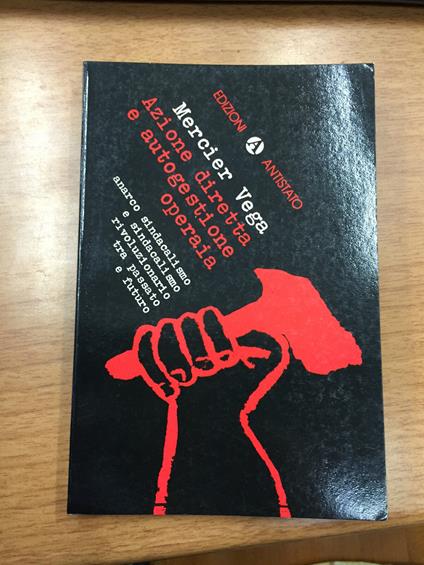 EDIZIONI A ANTISTATO
Mercier Vega
Azione diretta
e autogestione
operaia
anarco sindacalismo
e sindacalismo
rivoluzionario
tra passato
e futuro